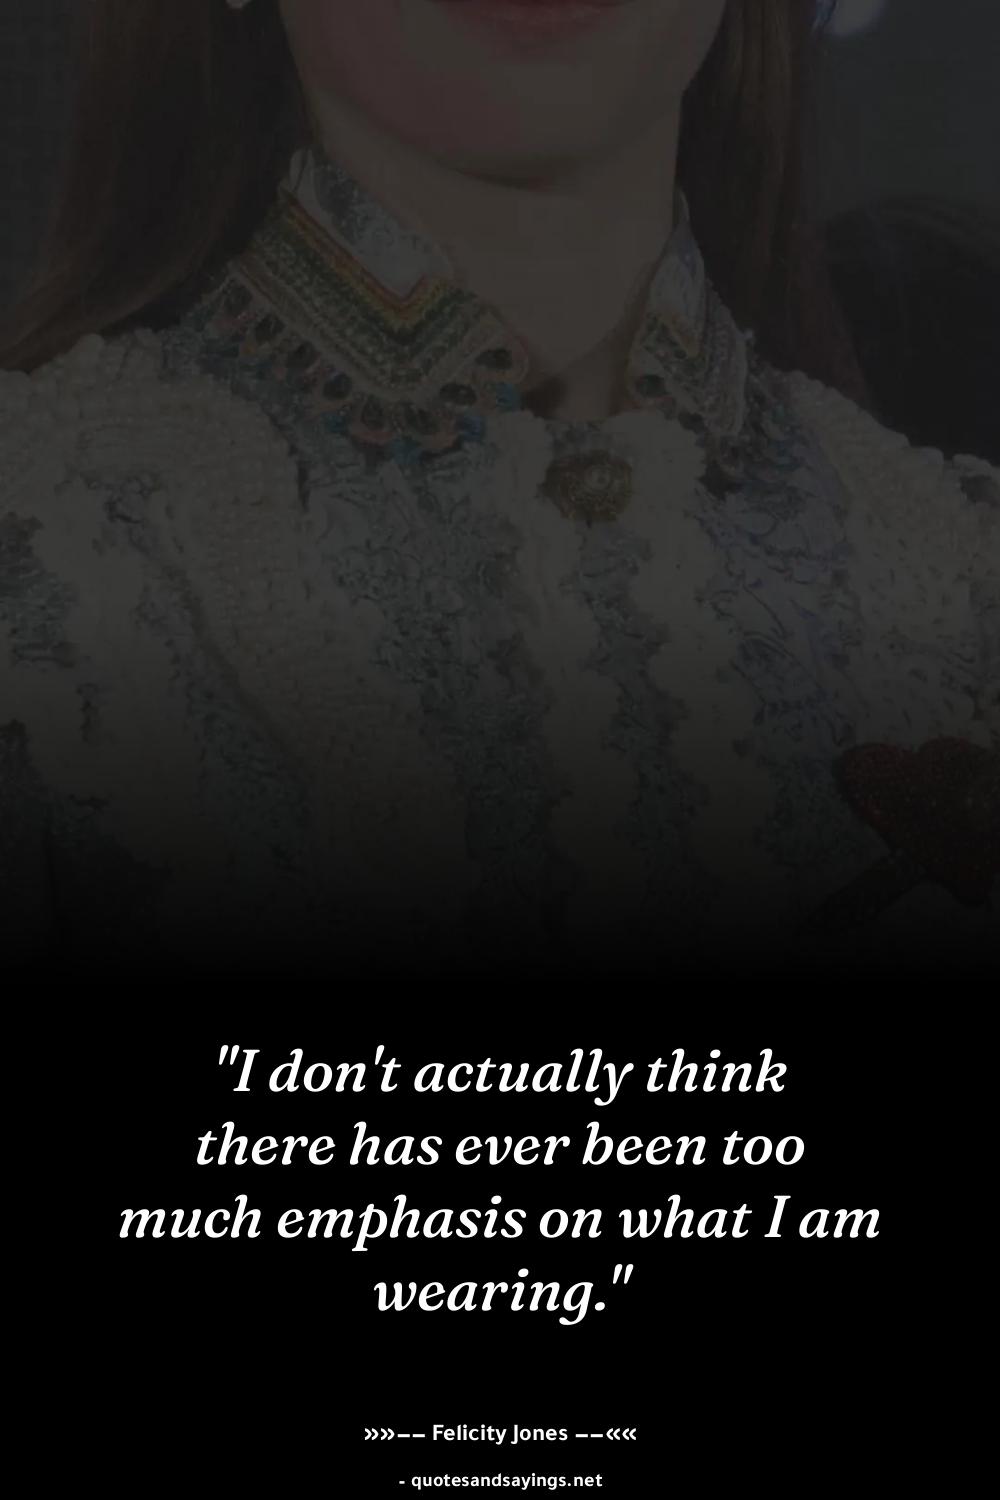 "I don't actually think
there has ever been too
much emphasis on what I am
wearing."
»»−− Felicity Jones −−««
- quotesandsayings.net